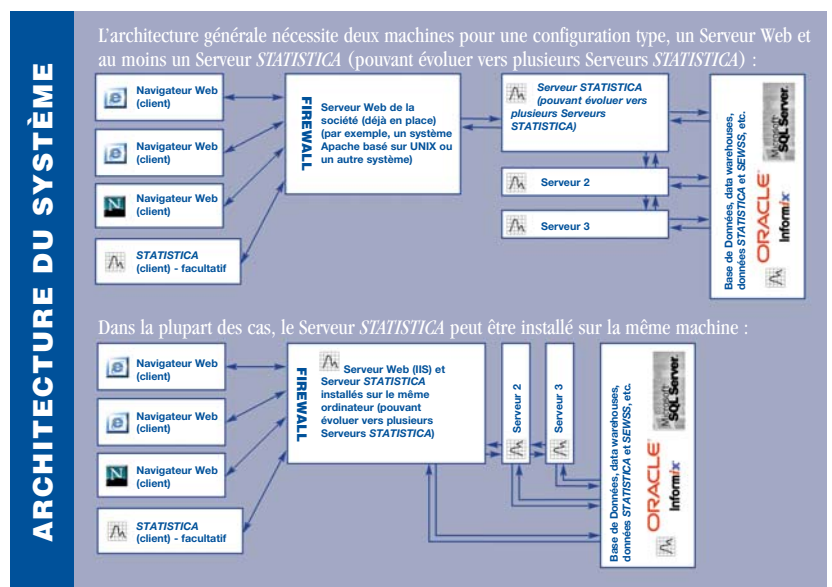 ARCHITECTURE DU SYSTÈME
L'architecture générale nécessite deux machines pour une configuration type, un Serveur Web et
au moins un Serveur STATISTICA (pouvant évoluer vers plusieurs Serveurs STATISTICA) :
Navigateur Web
(client)
Navigateur Web
(client)
Navigateur Web
(client)
STATISTICA
(client) - facultatif
FIREWALL
Serveur Web de la
société (déjà en place)
(par exemple, un système
Apache basé sur UNIX ou
un autre système)
Serveur STATISTICA
(pouvant évoluer vers
plusieurs Serveurs
STATISTICA)
Serveur 2
Serveur 3
Base de Données, data warehouses,
données STATISTICA et SEWSS, etc.
ORACLE
Informix
Microsoft
SQL Server.
Dans la plupart des cas, le Serveur STATISTICA peut être installé sur la même machine :
Navigateur Web
(client)
Navigateur Web
(client)
Navigateur Web
(client)
STATISTICA
(client) - facultatif
FIREWALL
Serveur Web (IIS) et
Serveur STATISTICA
installés sur le même
ordinateur (pouvant
évoluer vers plusieurs
Serveurs STATISTICA)
Serveur 2
Serveur 3
Base de Données, data warehouses,
données STATISTICA et SEWSS, etc.
ORACLE
Informix
Microsoft
SQL Server.